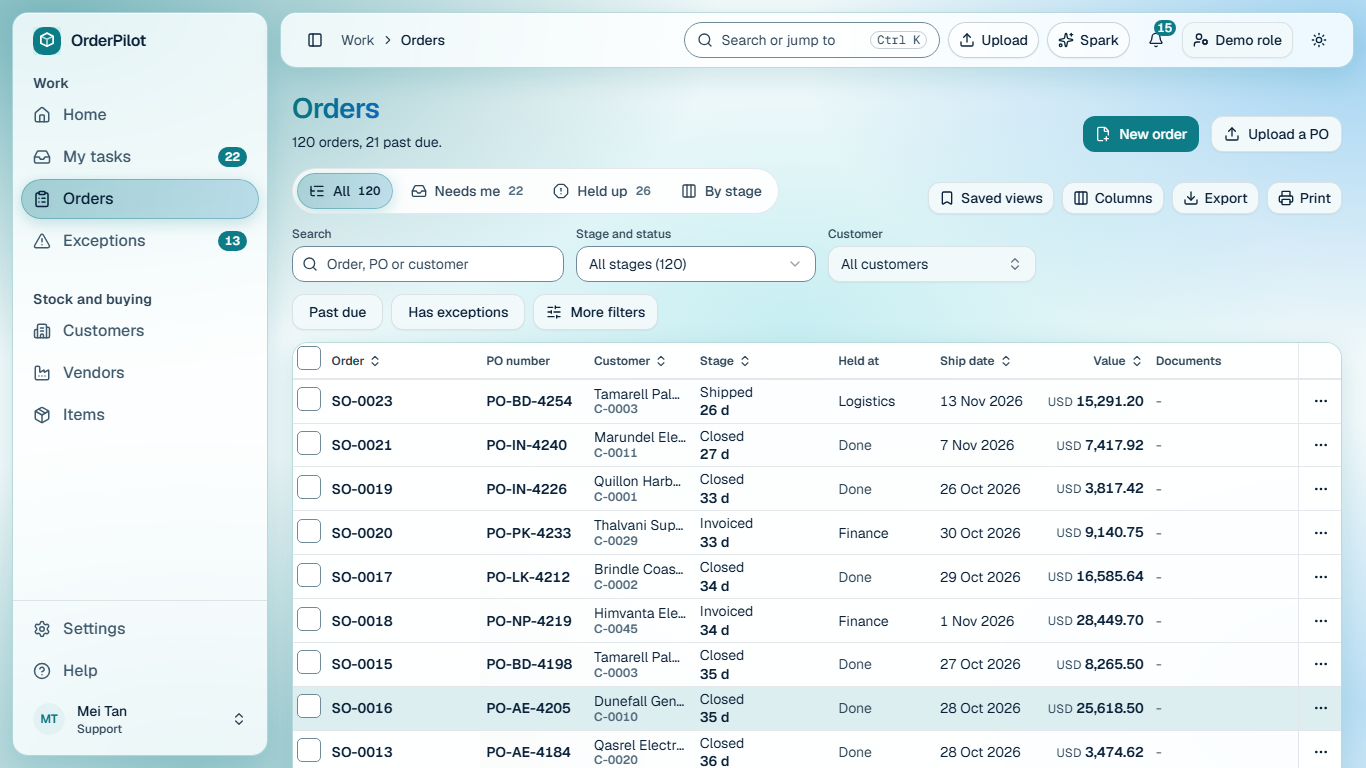 OrderPilot
Work
Home
My tasks 22
Orders
Exceptions 13
Stock and buying
Customers
Vendors
Items
Settings
Help
MT Mei Tan
Support
Work > Orders
Search or jump to Ctrl K
Upload
Spark
15
Demo role
Orders
120 orders, 21 past due.
New order
Upload a PO
All 120
Needs me 22
Held up 26
By stage
Saved views
Columns
Export
Print
Search
Order, PO or customer
Stage and status
All stages (120)
Customer
All customers
Past due
Has exceptions
More filters
Order PO number Customer Stage Held at Ship date Value Documents
SO-0023 PO-BD-4254 Tamarell Pal... Shipped Logistics 13 Nov 2026 USD 15,291.20 -
C-0003 26 d
SO-0021 PO-IN-4240 Marundel Ele... Closed Done 7 Nov 2026 USD 7,417.92 -
C-0011 27 d
SO-0019 PO-IN-4226 Quillon Harb... Closed Done 26 Oct 2026 USD 3,817.42 -
C-0001 33 d
SO-0020 PO-PK-4233 Thalvani Sup... Invoiced Finance 30 Oct 2026 USD 9,140.75 -
C-0029 33 d
SO-0017 PO-LK-4212 Brindle Coas... Closed Done 29 Oct 2026 USD 16,585.64 -
C-0002 34 d
SO-0018 PO-NP-4219 Himvanta Ele... Invoiced Finance 1 Nov 2026 USD 28,449.70 -
C-0045 34 d
SO-0015 PO-BD-4198 Tamarell Pal... Closed Done 27 Oct 2026 USD 8,265.50 -
C-0003 35 d
SO-0016 PO-AE-4205 Dunefall Gen... Closed Done 28 Oct 2026 USD 25,618.50 -
C-0010 35 d
SO-0013 PO-AE-4184 Qasrel Electr... Closed Done 28 Oct 2026 USD 3,474.62 -
C-0020 36 d